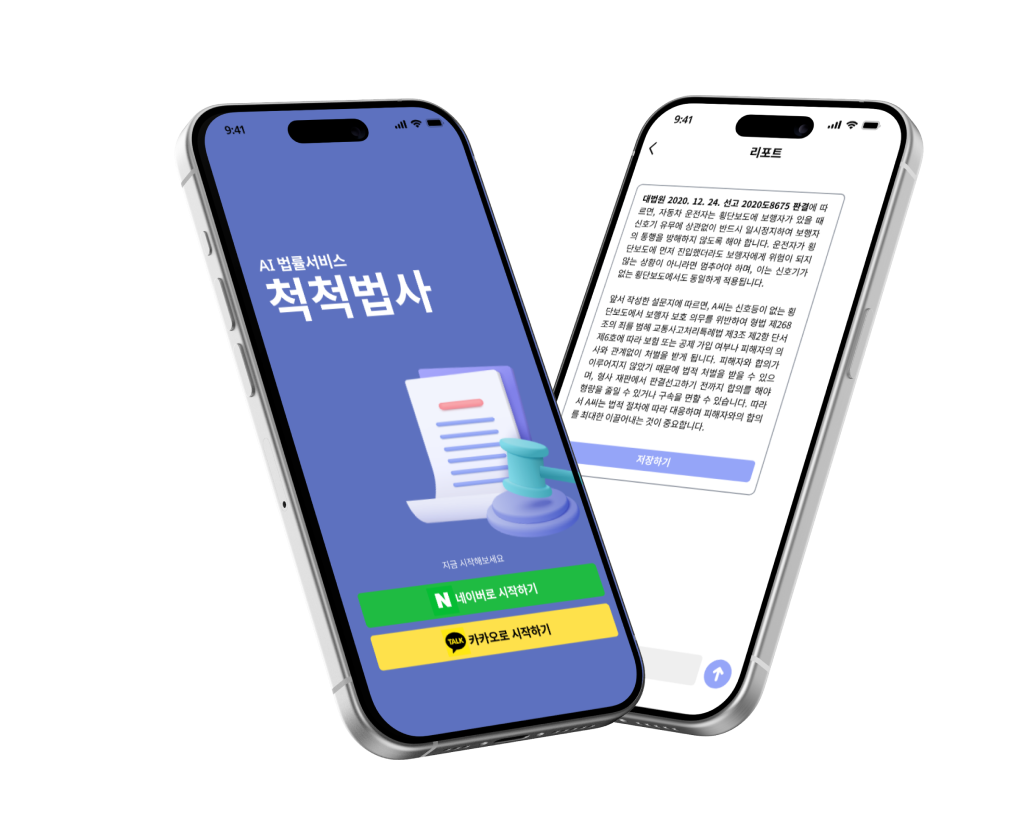 9:41
AI 법률서비스
척척법사
지금 시작해보세요
N 네이버로 시작하기
TALK 카카오로 시작하기
9:41
리포트
대법원 2020. 12. 24. 선고 2020도8675 판결에 따
르면, 자동차 운전자는 횡단보도에 보행자가 있을 때
신호기 유무에 상관없이 반드시 일시정지하여 보행자
의 통행을 방해하지 않도록 해야 합니다. 운전자가 횡
단보도에 먼저 진입했더라도 보행자에게 위험이 되지
않는 상황이 아니라면 멈추어야 하며, 이는 신호기가
없는 횡단보도에서도 동일하게 적용됩니다.
앞서 작성한 설문지에 따르면, A씨는 신호등이 없는 횡
단보도에서 보행자 보호 의무를 위반하여 형법 제268
조의 죄를 범해 교통사고처리특례법 제3조 제2항 단서
제6호에 따라 보험 또는 공제 가입 여부나 피해자의 의
사와 관계없이 처벌을 받게 됩니다. 피해자와 합의가
이루어지지 않았기 때문에 법적 처벌을 받을 수 있으
며, 형사 재판에서 판결선고하기 전까지 합의를 해야
형량을 줄일 수 있거나 구속을 면할 수 있습니다. 따라
서 A씨는 법적 절차에 따라 대응하며 피해자와의 합의
를 최대한 이끌어내는 것이 중요합니다.
저장하기